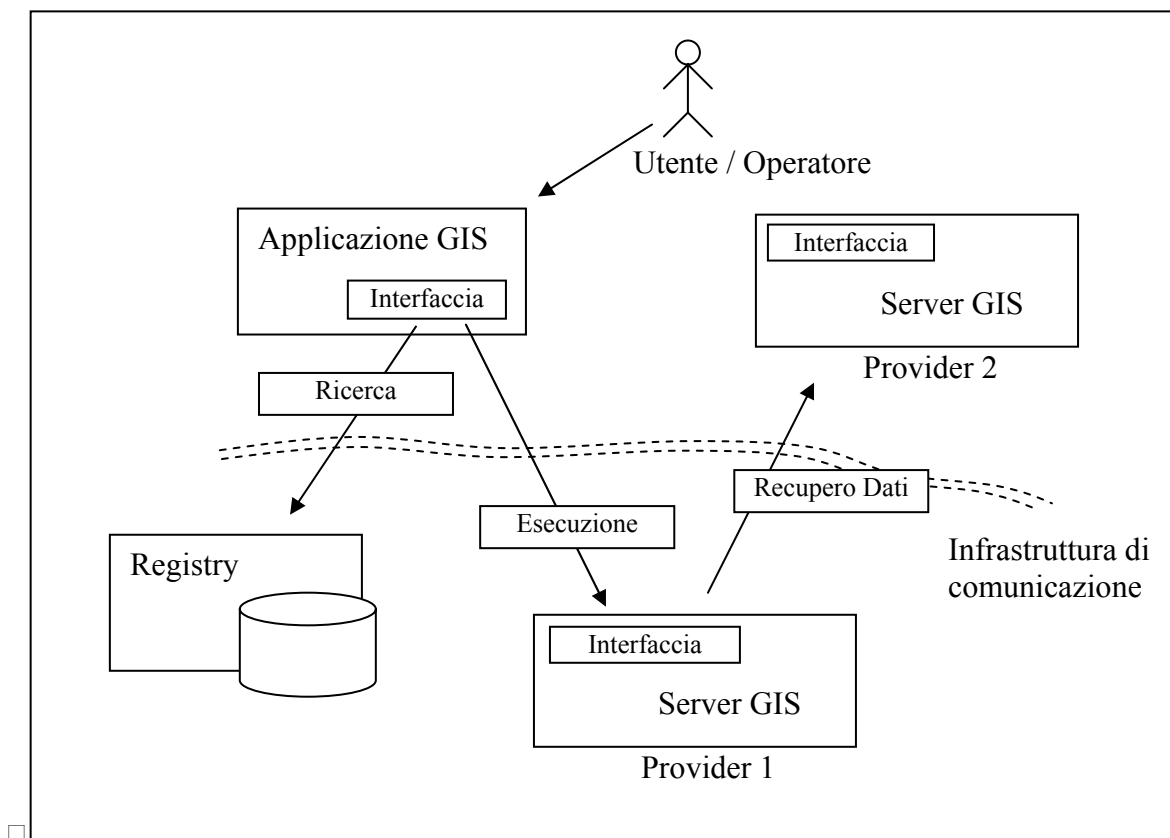 Utente / Operatore
Applicazione GIS
Interfaccia
Interfaccia
Server GIS
Provider 2
Ricerca
Recupero Dati
Esecuzione
Infrastruttura di
comunicazione
Registry
Interfaccia
Server GIS
Provider 1